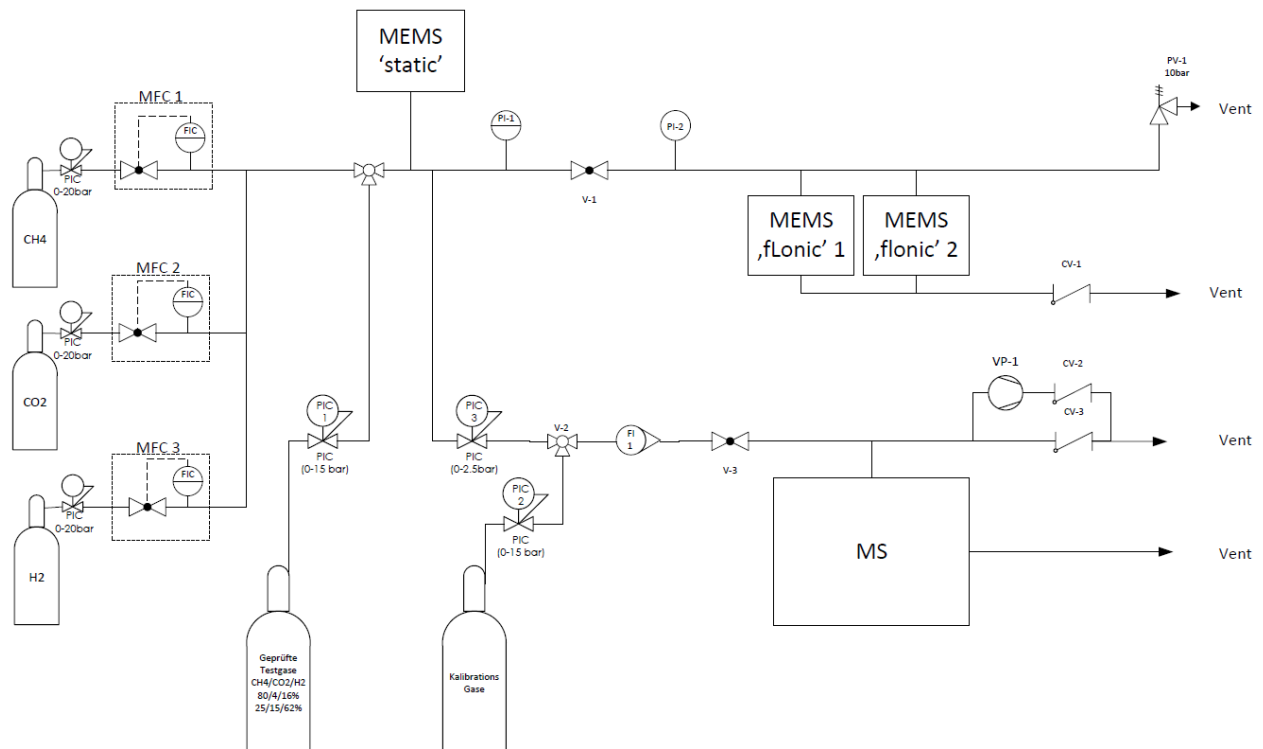 MEMS
'static'
PV-1
10bar
Vent
MFC 1
FIC
PIC
0-20bar
CH4
PI-1
PI-2
V-1
MEMS
,fLonic' 1
MEMS
,flonic' 2
CV-1
Vent
MFC 2
FIC
PIC
0-20bar
CO2
VP-1
CV-2
CV-3
Vent
PIC
1
PIC
(0-15 bar)
PIC
3
PIC
(0-2.5bar)
V-2
FI
1
V-3
MFC 3
FIC
PIC
0-20bar
H2
PIC
2
PIC
(0-15 bar)
MS
Vent
Geprüfte
Testgase
CH4/CO2/H2
80/4/16%
25/15/62%
Kalibrations
Gase